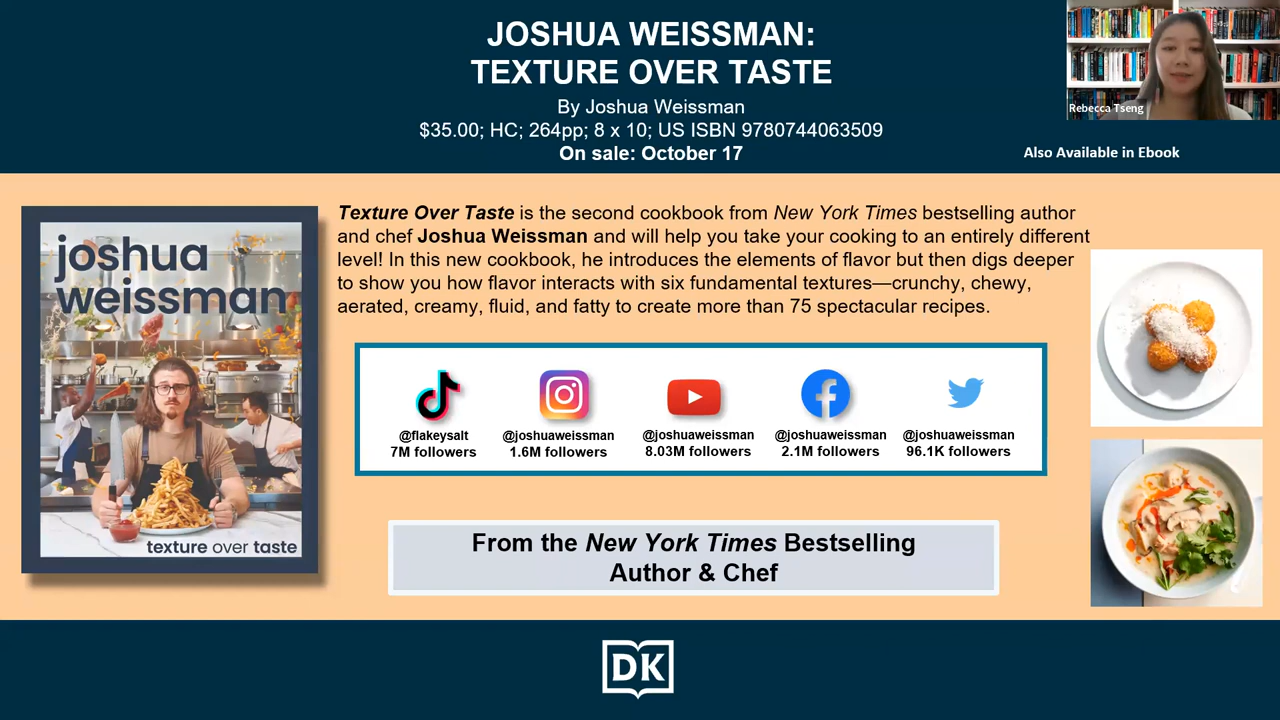 JOSHUA WEISSMAN:
TEXTURE OVER TASTE
By Joshua Weissman
$35.00; HC; 264pp; 8 x 10; US ISBN 9780744063509
On sale: October 17
Rebecca Tseng
Also Available in Ebook
joshua
weissman
texture over taste
Texture Over Taste is the second cookbook from New York Times bestselling author
and chef Joshua Weissman and will help you take your cooking to an entirely different
level! In this new cookbook, he introduces the elements of flavor but then digs deeper
to show you how flavor interacts with six fundamental textures—crunchy, chewy,
aerated, creamy, fluid, and fatty to create more than 75 spectacular recipes.
@flakeysalt
7M followers
@joshuaweissman
1.6M followers
@joshuaweissman
8.03M followers
@joshuaweissman
2.1M followers
@joshuaweissman
96.1K followers
From the New York Times Bestselling
Author & Chef
DK